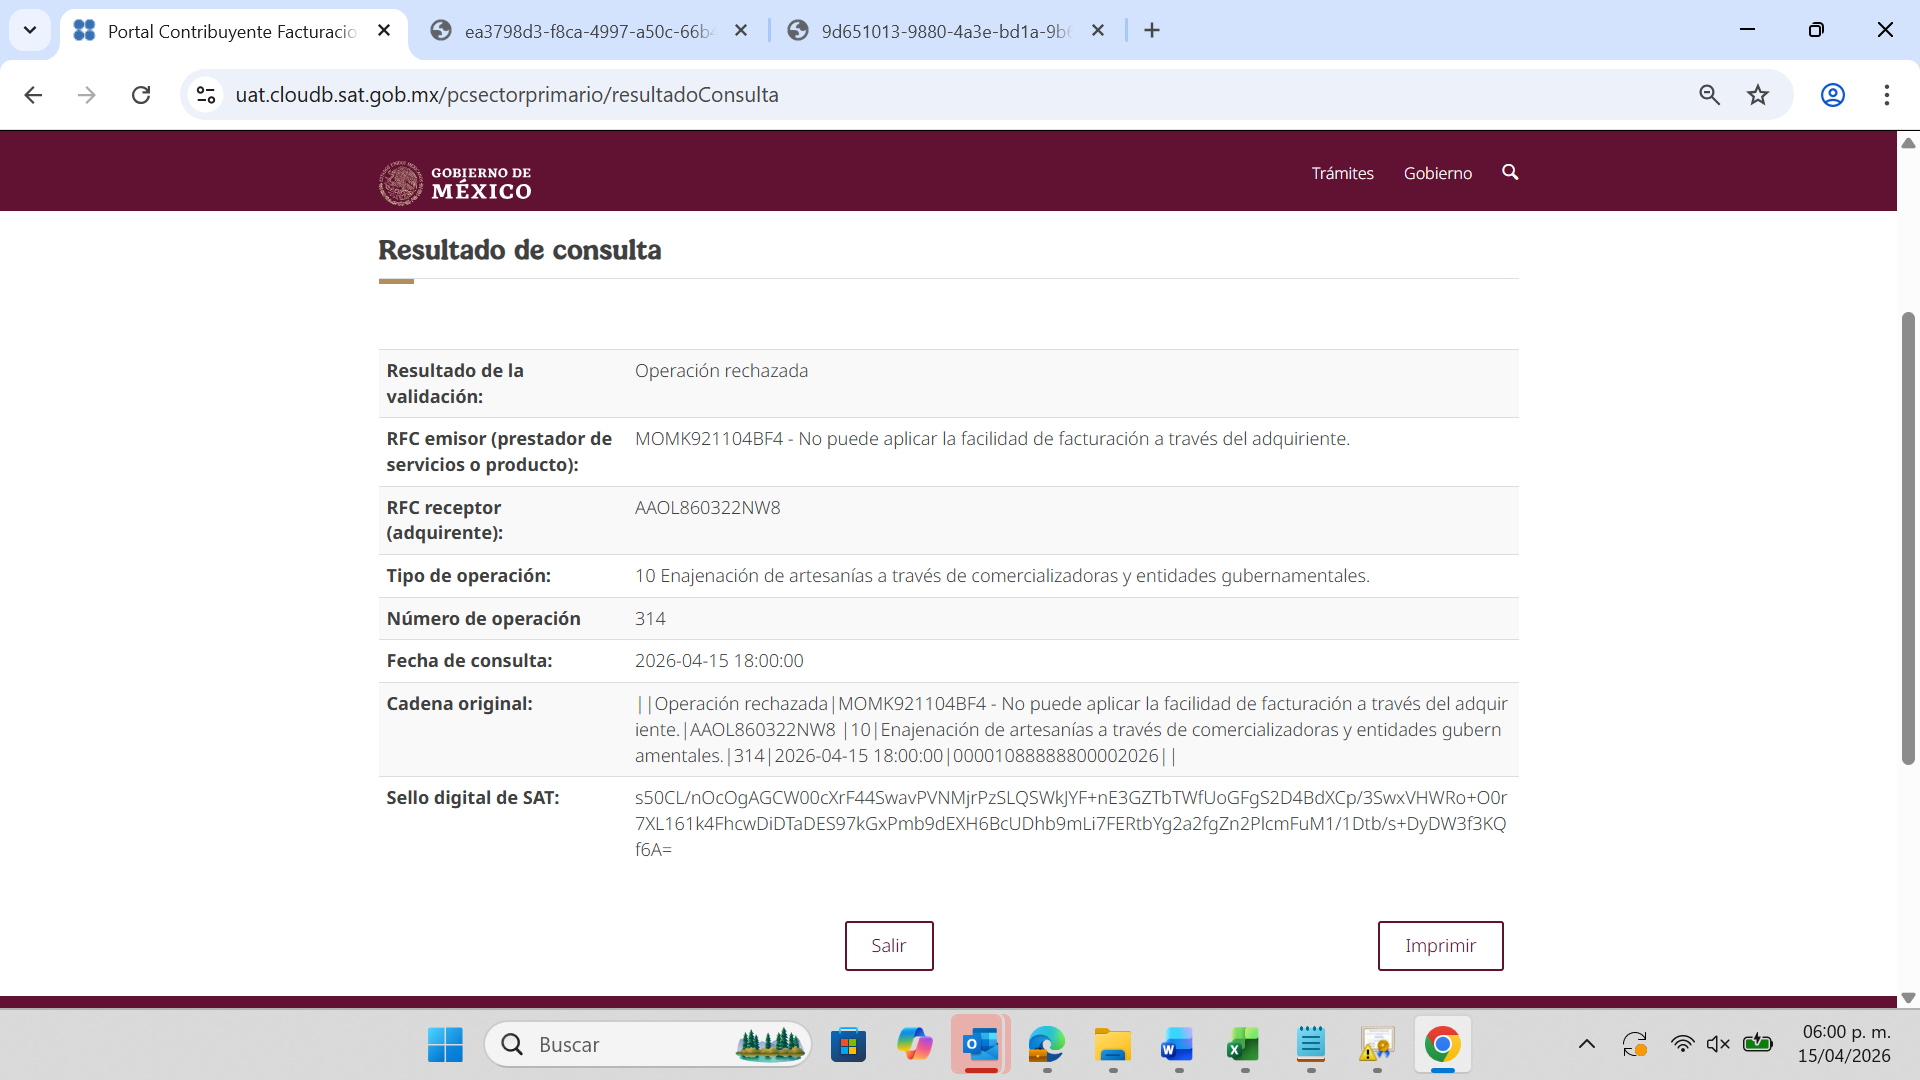 Portal Contribuyente Facturacio
ea3798d3-f8ca-4997-a50c-66b4
9d651013-9880-4a3e-bd1a-9b6
uat.cloudb.sat.gob.mx/pcsectorprimario/resultadoConsulta
GOBIERNO DE
MÉXICO
Trámites
Gobierno
Resultado de consulta
Resultado de la
validación:
Operación rechazada
RFC emisor (prestador de
servicios o producto):
MOMK921104BF4 - No puede aplicar la facilidad de facturación a través del adquiriente.
RFC receptor
(adquirente):
AAOL860322NW8
Tipo de operación:
10 Enajenación de artesanías a través de comercializadoras y entidades gubernamentales.
Número de operación
314
Fecha de consulta:
2026-04-15 18:00:00
Cadena original:
||Operación rechazada|MOMK921104BF4 - No puede aplicar la facilidad de facturación a través del adquir
iente.|AAOL860322NW8 |10|Enajenación de artesanías a través de comercializadoras y entidades gubern
amentales.|314|2026-04-15 18:00:00|00001088888800002026||
Sello digital de SAT:
s50CL/nOcOgAGCW00cXrF44SwavPVNMjrPzSLQSWkJYF+nE3GZTbTWfUoGFgS2D4BdXCp/3SwxVHWRo+O0r
7XL161k4FhcwDiDTaDES97kGxPmb9dEXH6BcUDhb9mLi7FERtbYg2a2fgZn2PlcmFuM1/1Dtb/s+DyDW3f3KQ
f6A=
Salir
Imprimir
Buscar
06:00 p. m.
15/04/2026